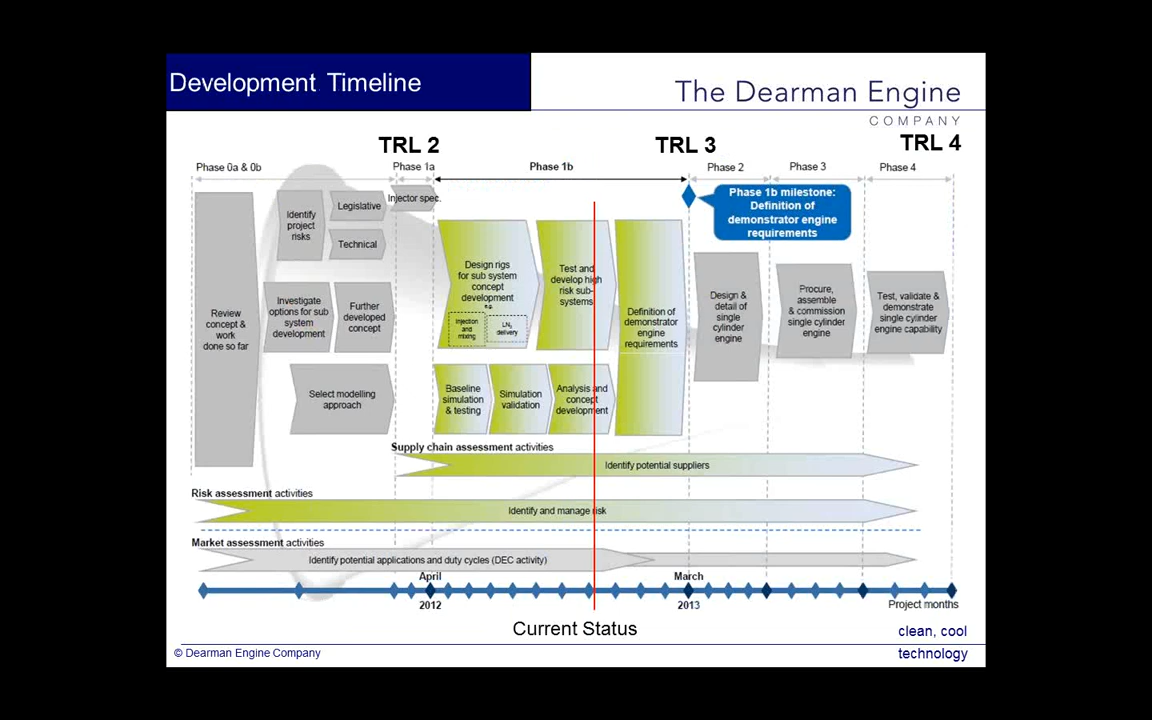 Development Timeline
The Dearman Engine
COMPANY
TRL 2
TRL 3
TRL 4
Phase 0a & 0b
Phase 1a
Phase 1b
Phase 2
Phase 3
Phase 4
Review
concept &
work
done so far
Identify
project
risks
Legislative
Technical
Injector spec.
Investigate
options for sub
system
development
Further
developed
concept
Select modelling
approach
Design rigs
for sub system
concept
development
e.g.
Injection
and
mixing
LN₂
delivery
Test and
develop high
risk sub-
systems
Baseline
simulation
& testing
Simulation
validation
Analysis and
concept
development
Definition of
demonstrator
engine
requirements
Phase 1b milestone:
Definition of
demonstrator engine
requirements
Design &
detail of
single
cylinder
engine
Procure,
assemble
& commission
single cylinder
engine
Test, validate &
demonstrate
single cylinder
engine capability
Supply chain assessment activities
Identify potential suppliers
Risk assessment activities
Identify and manage risk
Market assessment activities
Identify potential applications and duty cycles (DEC activity)
April
2012
March
2013
Project months
Current Status
clean, cool
technology
© Dearman Engine Company